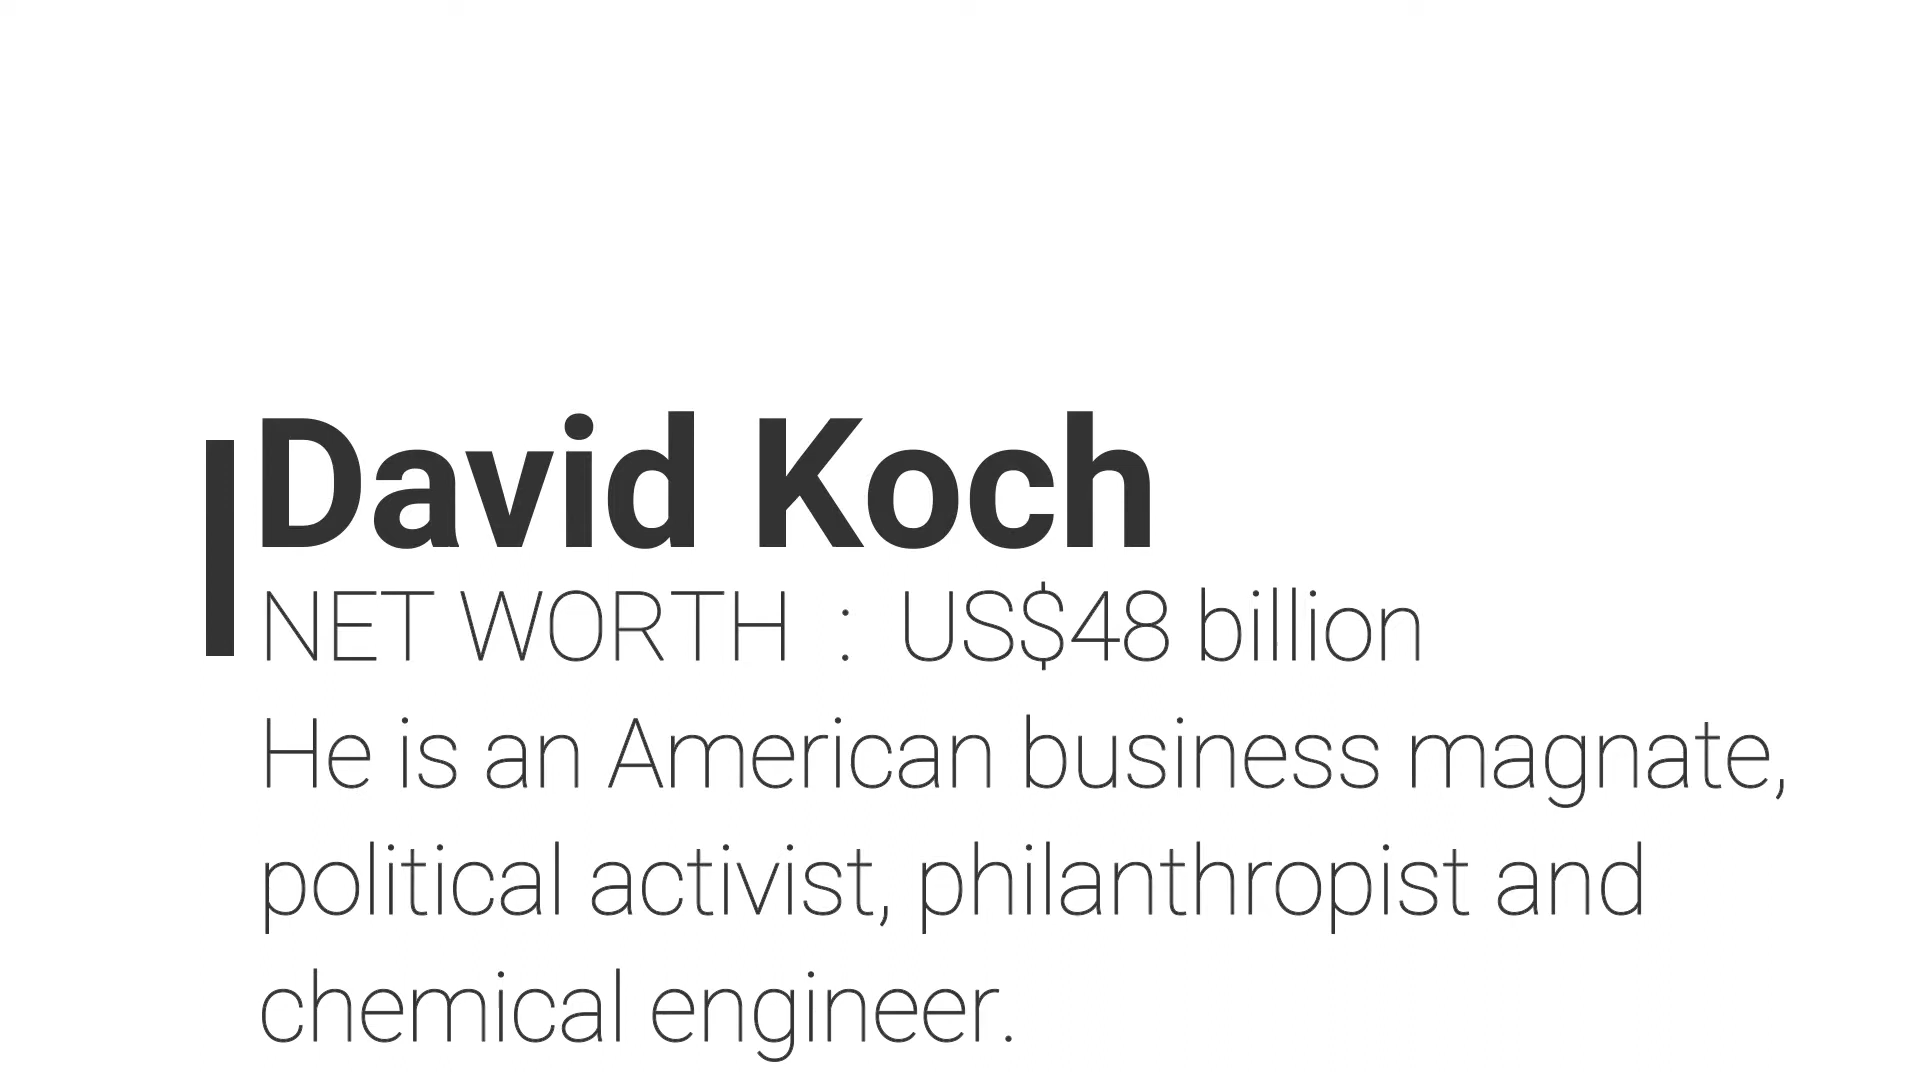 David Koch
NET WORTH : US$48 billion
He is an American business magnate,
political activist, philanthropist and
chemical engineer.